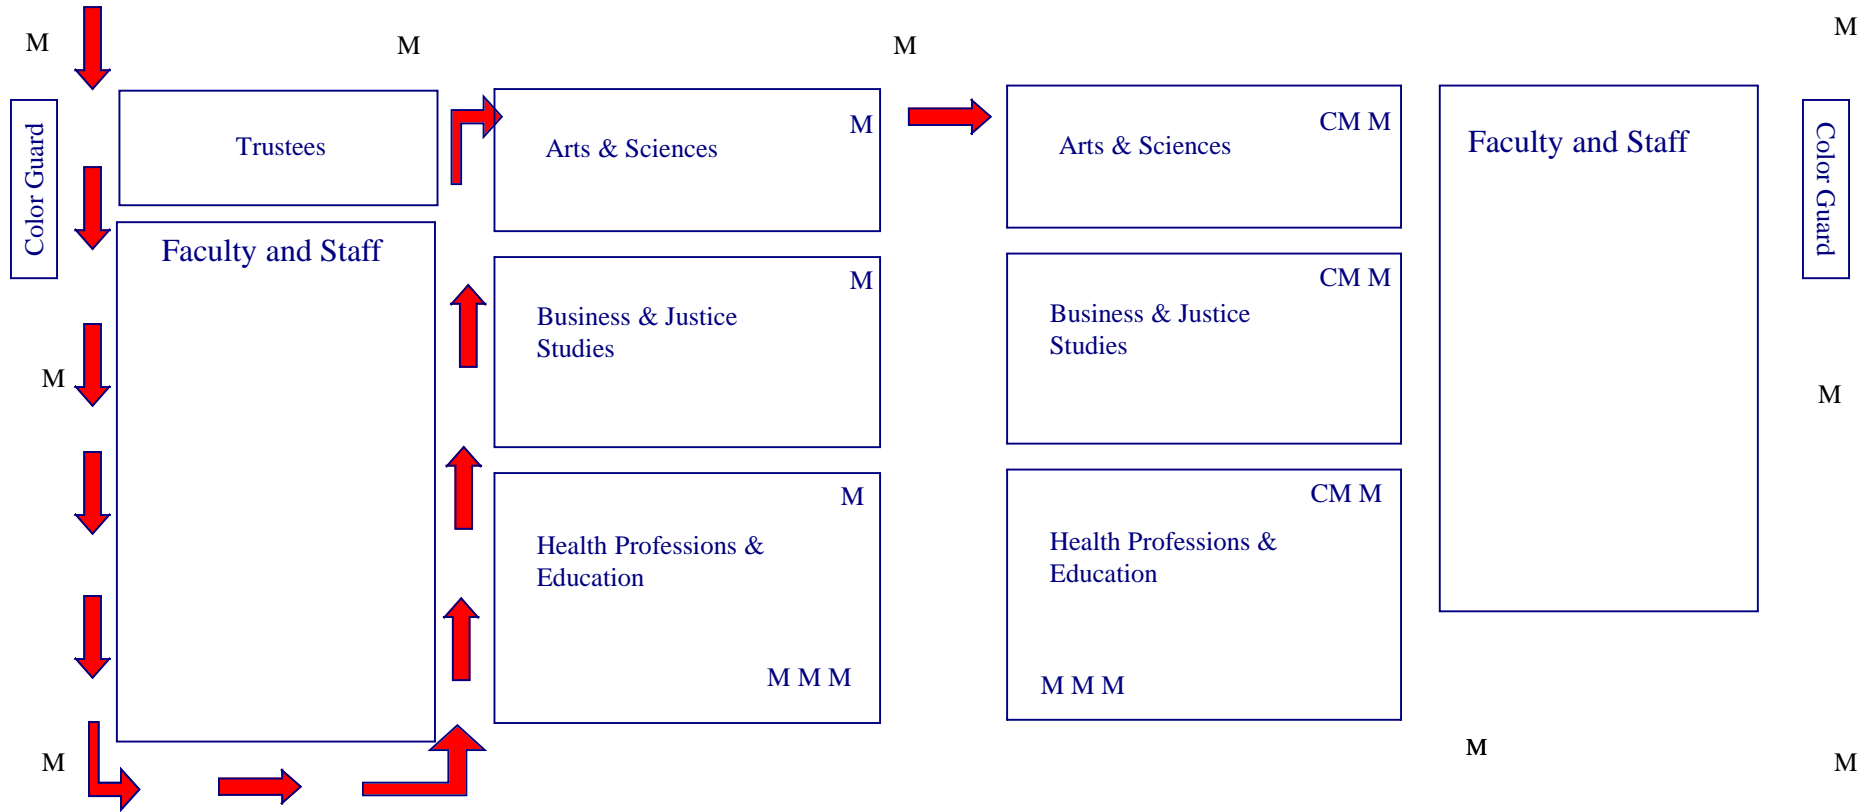 M
M
M
M
Color Guard
Trustees
Arts & Sciences
M
Arts & Sciences
CM M
Faculty and Staff
Color Guard
Faculty and Staff
Business & Justice
Studies
M
Business & Justice
Studies
CM M
M
M
Health Professions &
Education
M
M M M
Health Professions &
Education
CM M
M M M
M
M
M